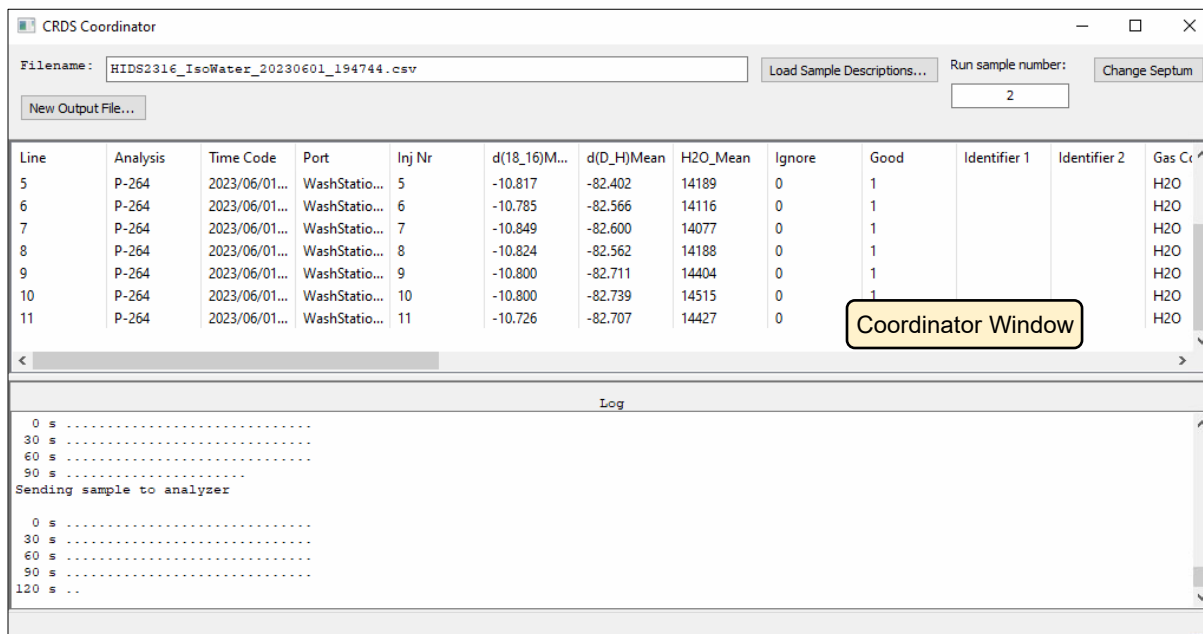 CRDS Coordinator
Filename: HIDS2316_IsoWater_20230601_194744.csv Load Sample Descriptions... Run sample number: Change Septum
2
New Output File...
Line Analysis Time Code Port Inj Nr d(18_16)M... d(D_H)Mean H2O_Mean Ignore Good Identifier 1 Identifier 2 Gas Co
5 P-264 2023/06/01... WashStatio... 5 -10.817 -82.402 14189 0 1 H2O
6 P-264 2023/06/01... WashStatio... 6 -10.785 -82.566 14116 0 1 H2O
7 P-264 2023/06/01... WashStatio... 7 -10.849 -82.600 14077 0 1 H2O
8 P-264 2023/06/01... WashStatio... 8 -10.824 -82.562 14188 0 1 H2O
9 P-264 2023/06/01... WashStatio... 9 -10.800 -82.711 14404 0 1 H2O
10 P-264 2023/06/01... WashStatio... 10 -10.800 -82.739 14515 0 1 H2O
11 P-264 2023/06/01... WashStatio... 11 -10.726 -82.707 14427 0 H2O
Coordinator Window
Log
0 s ..............................
30 s ..............................
60 s ..............................
90 s ......................
Sending sample to analyzer
0 s ..............................
30 s ..............................
60 s ..............................
90 s ..............................
120 s ..